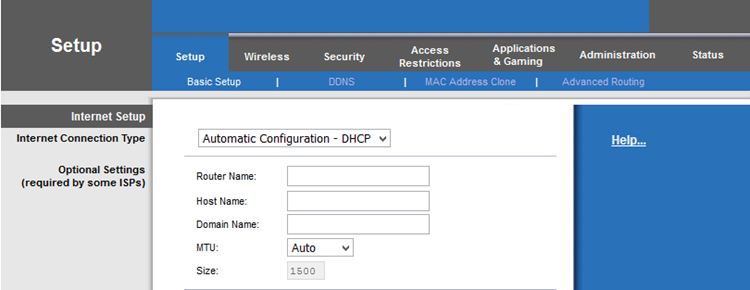 Setup
Setup Wireless Security Access Restrictions Applications & Gaming Administration Status
Basic Setup | DDNS | MAC Address Clone | Advanced Routing
Internet Setup
Internet Connection Type
Automatic Configuration - DHCP
Help...
Optional Settings
(required by some ISPs)
Router Name:
Host Name:
Domain Name:
MTU: Auto
Size: 1500